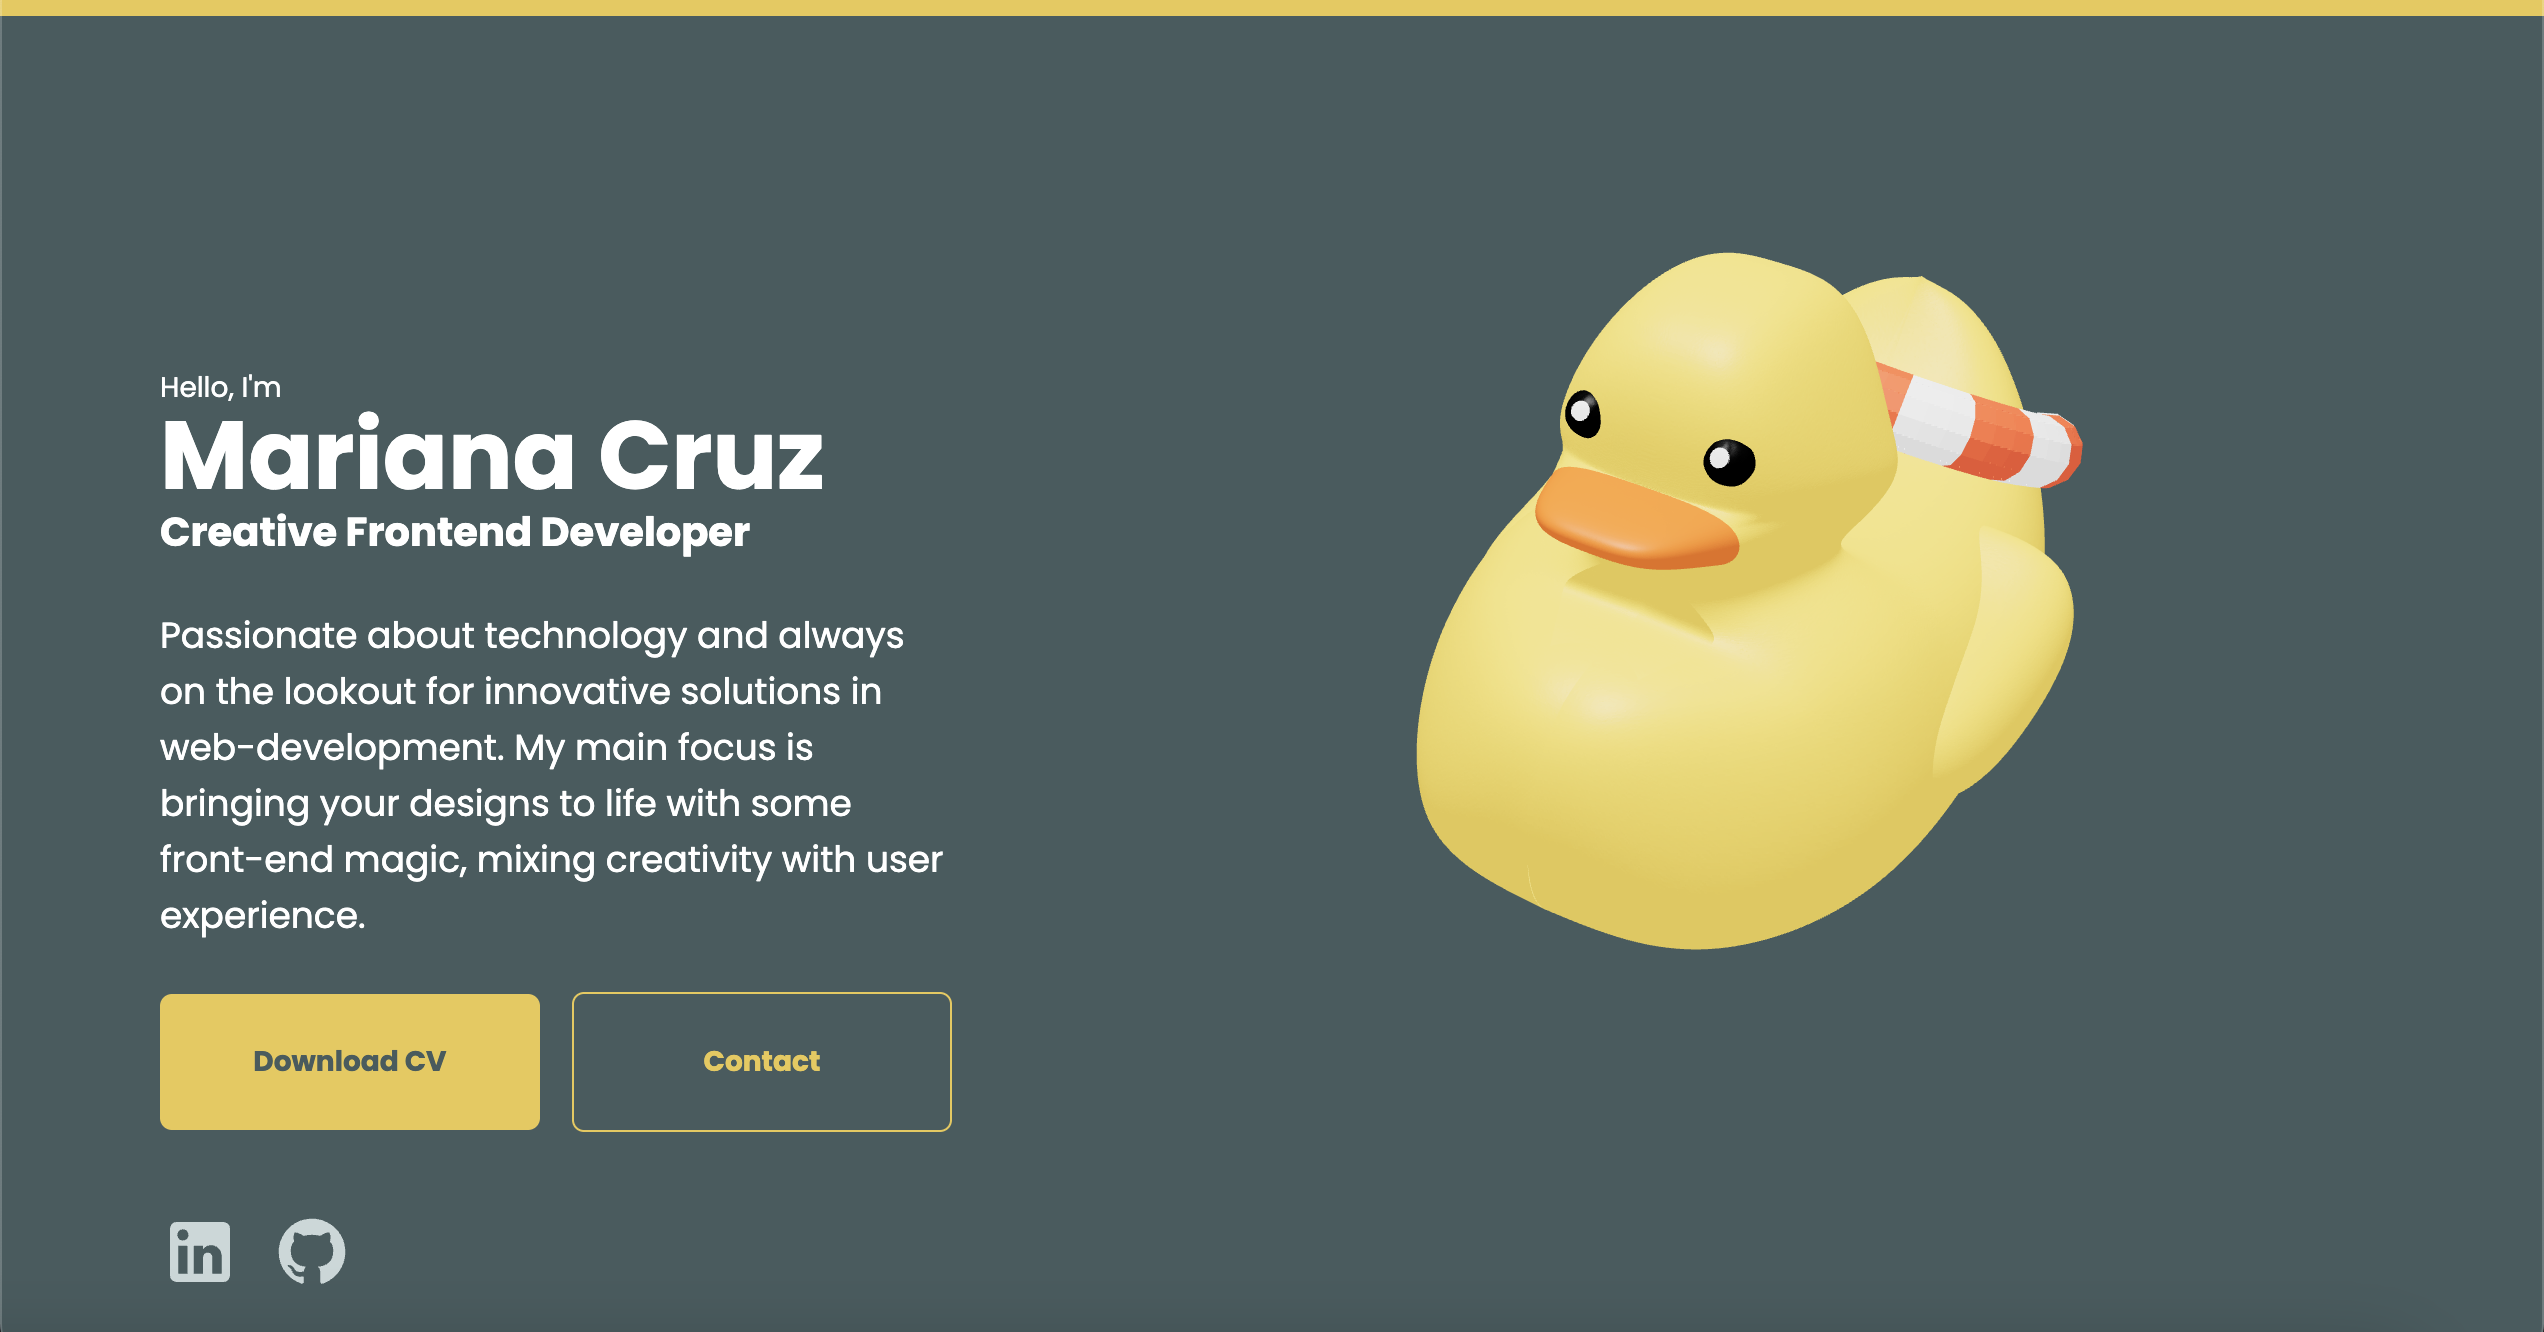 Hello, I'm
Mariana Cruz
Creative Frontend Developer
Passionate about technology and always
on the lookout for innovative solutions in
web-development. My main focus is
bringing your designs to life with some
front-end magic, mixing creativity with user
experience.
Download CV
Contact
in